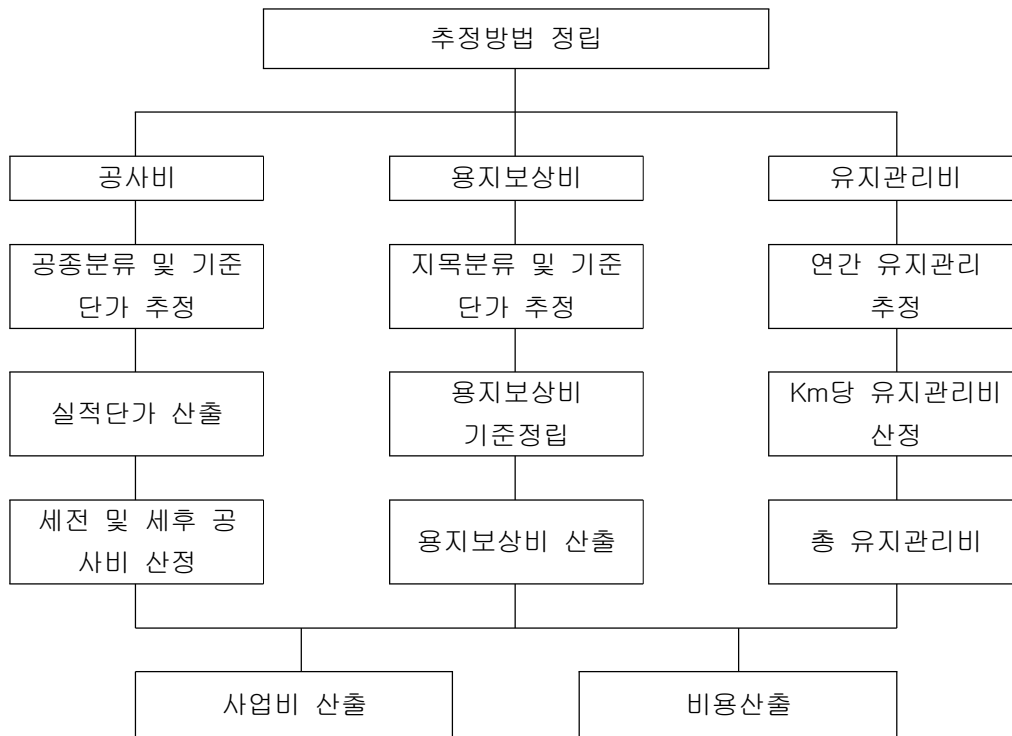 추정방법 정립
공사비
용지보상비
유지관리비
공종분류 및 기준
단가 추정
지목분류 및 기준
단가 추정
연간 유지관리
추정
실적단가 산출
용지보상비
기준정립
Km당 유지관리비
산정
세전 및 세후 공
사비 산정
용지보상비 산출
총 유지관리비
사업비 산출
비용산출